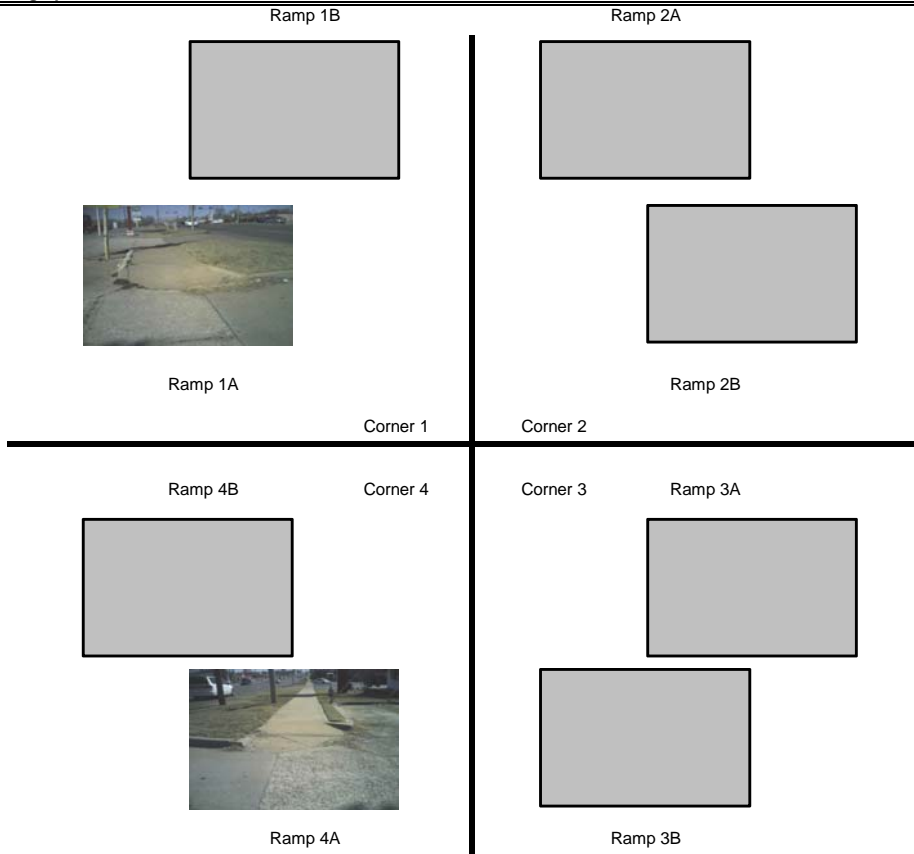 Ramp 1B Ramp 2A
Ramp 1A Ramp 2B
Corner 1 Corner 2
Ramp 4B Corner 4 Corner 3 Ramp 3A
Ramp 4A Ramp 3B